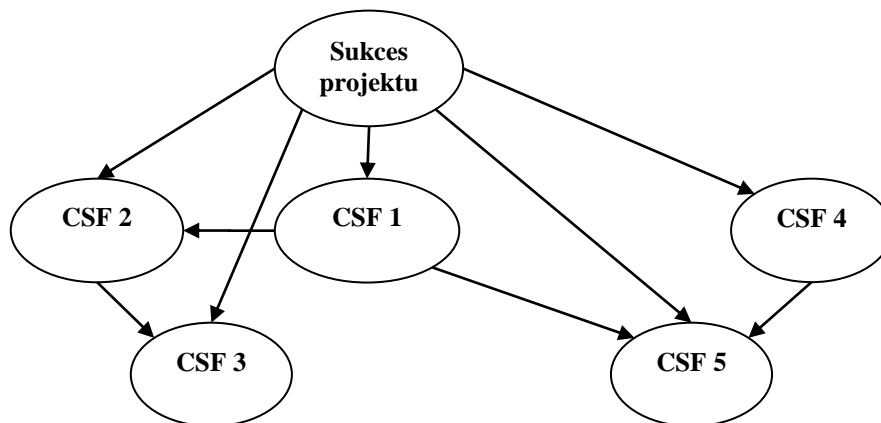 Sukces
projektu
CSF 2
CSF 1
CSF 4
CSF 3
CSF 5